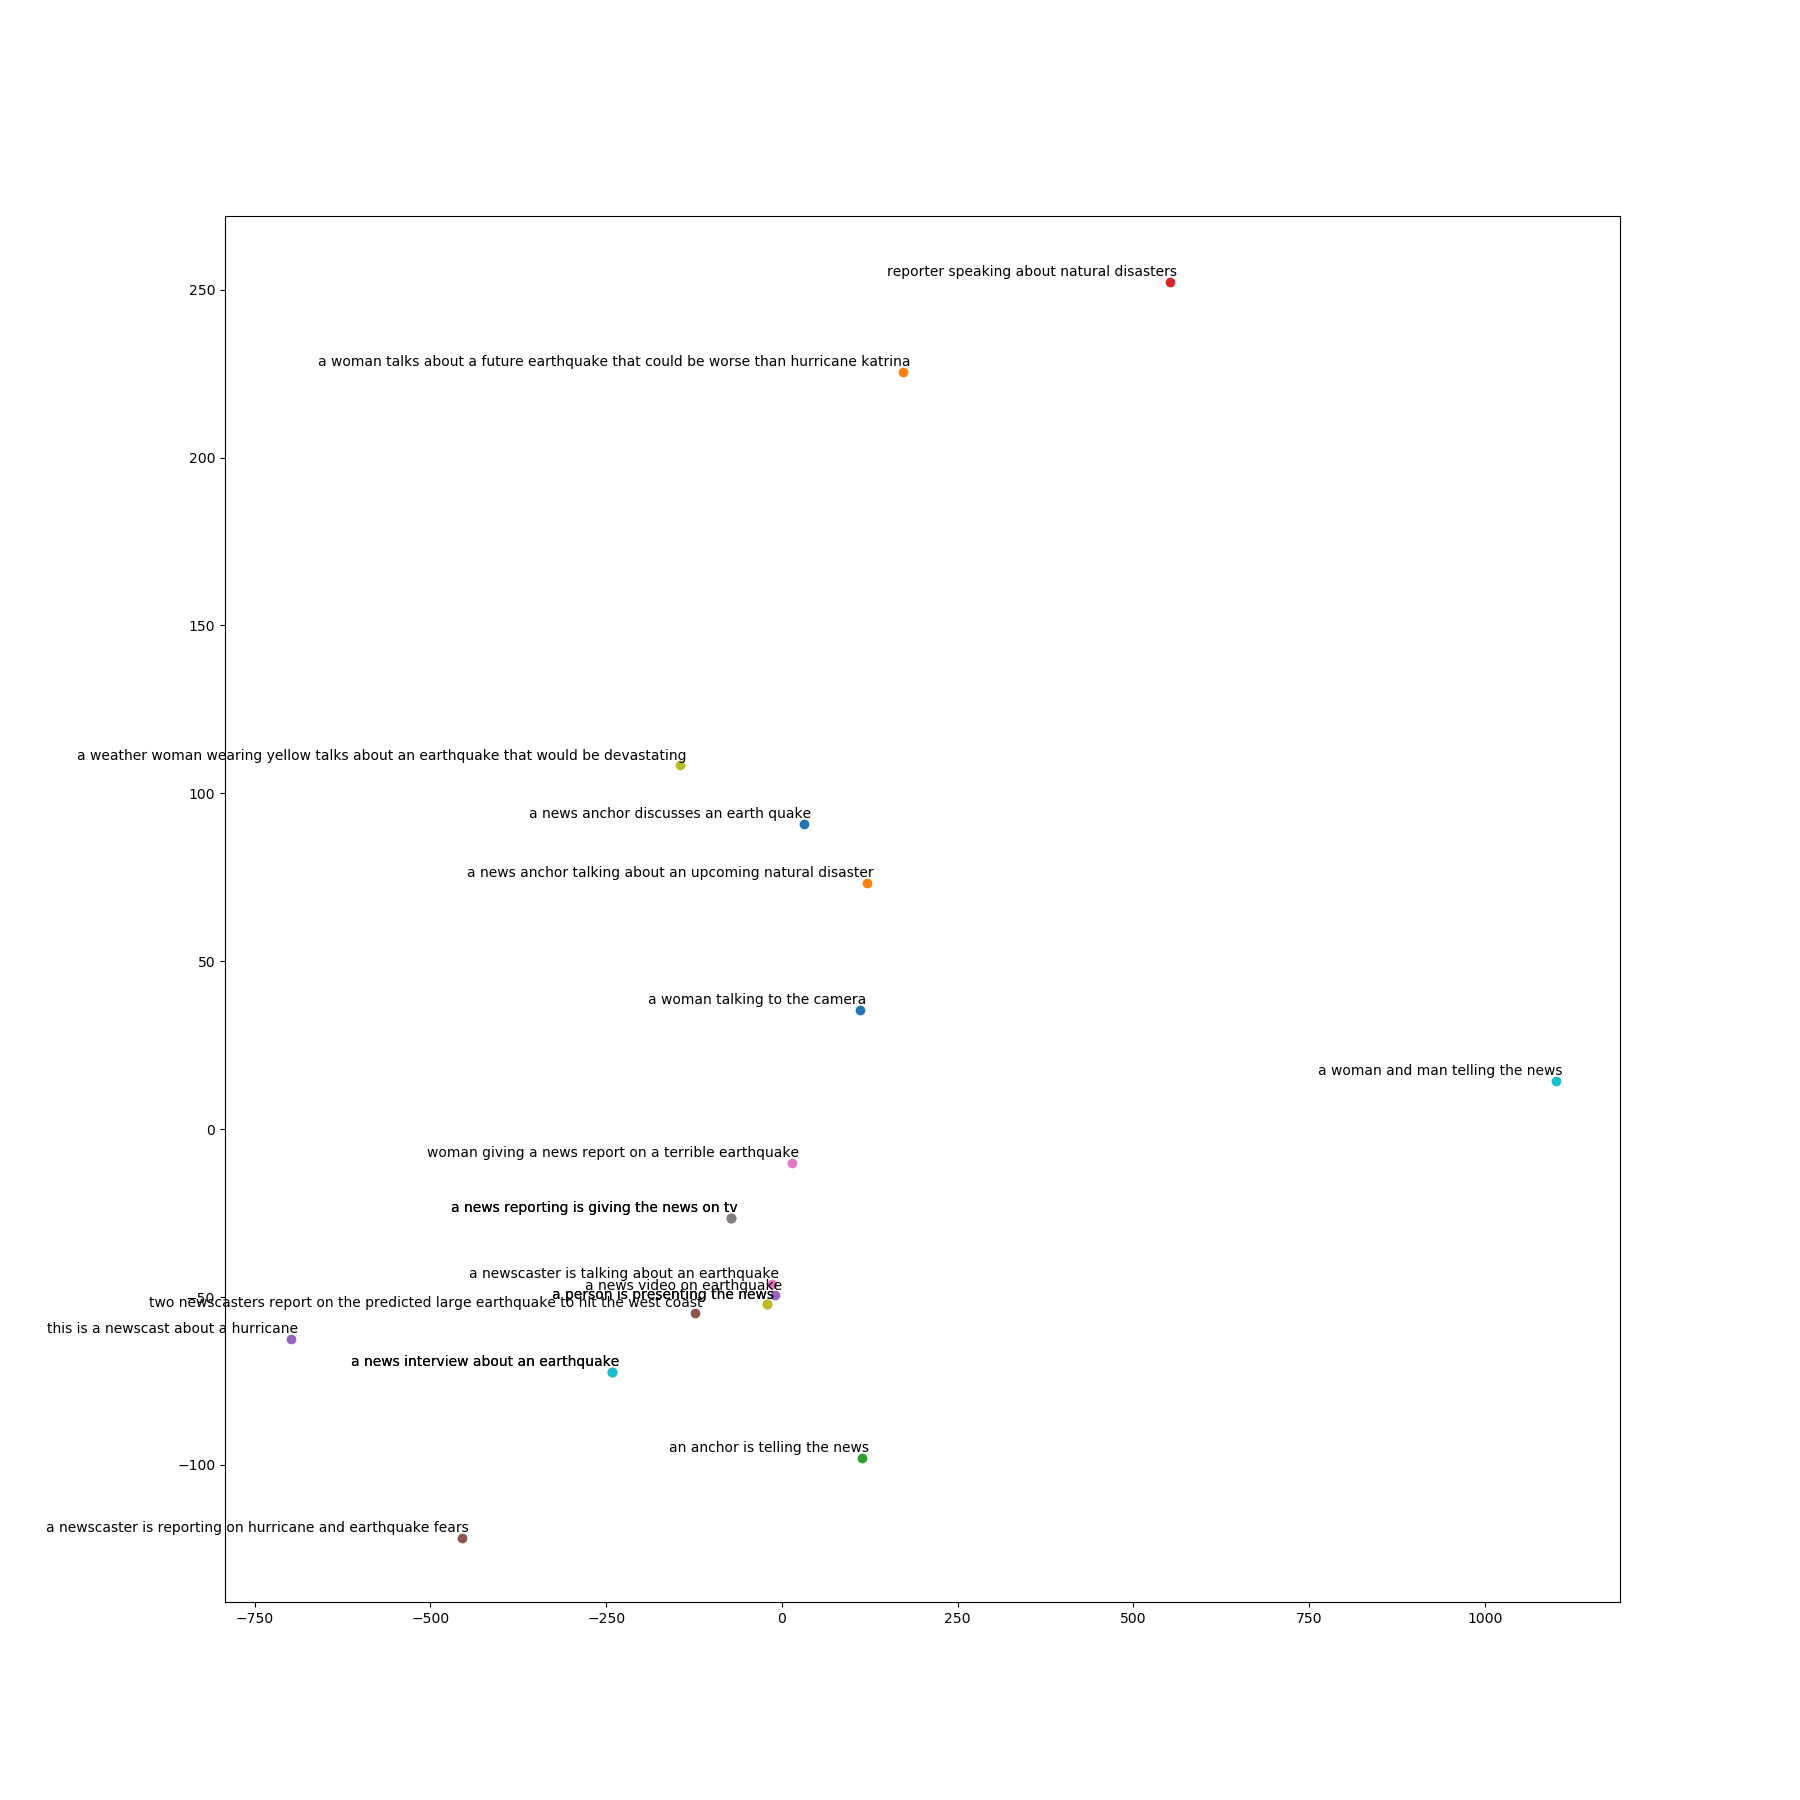 reporter speaking about natural disasters
250
a woman talks about a future earthquake that could be worse than hurricane katrina
200
150
a weather woman wearing yellow talks about an earthquake that would be devastating
100
a news anchor discusses an earth quake
a news anchor talking about an upcoming natural disaster
50
a woman talking to the camera
a woman and man telling the news
0
woman giving a news report on a terrible earthquake
a news reporting is giving the news on tv
a newscaster is talking about an earthquake
a news video on earthquake
a person is presenting the news
−50
two newscasters report on the predicted large earthquake to hit the west coast
this is a newscast about a hurricane
a news interview about an earthquake
an anchor is telling the news
−100
a newscaster is reporting on hurricane and earthquake fears
−750 −500 −250 0 250 500 750 1000